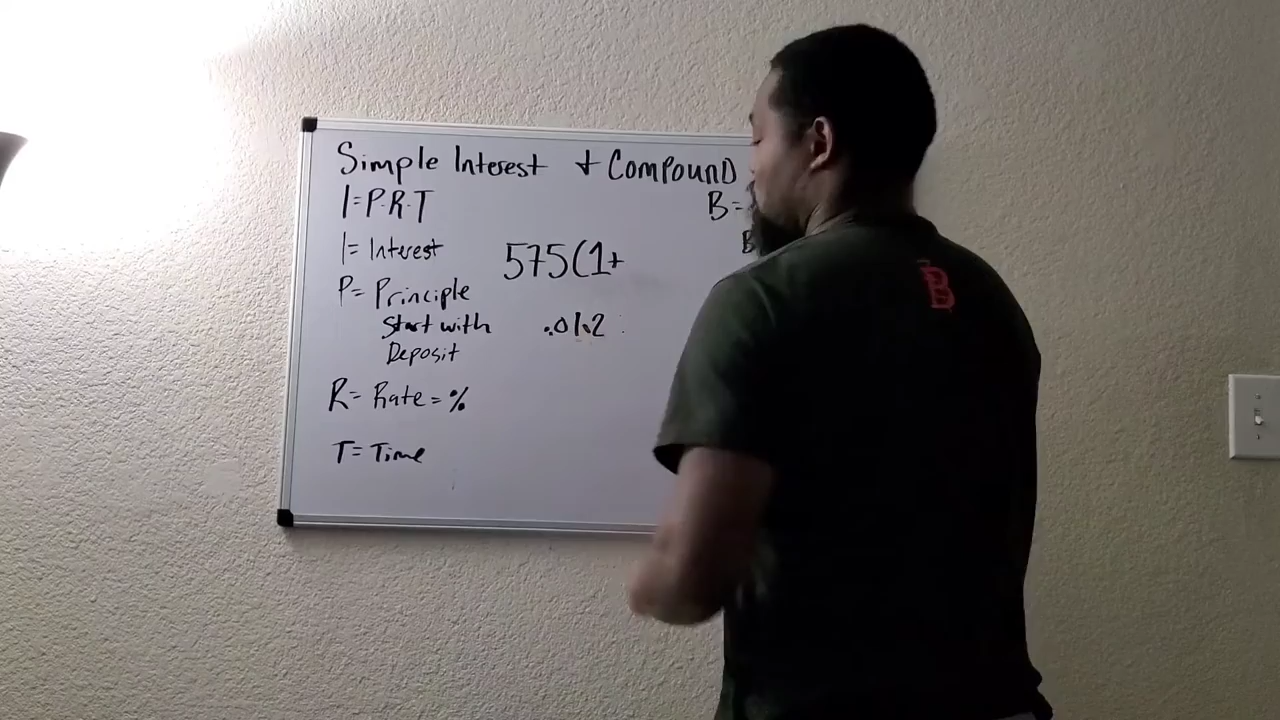 Simple Interest + Compound
I=P.R.T
B=
I= Interest
575(1+
P= Principle
Start with
Deposit
.01.2
R= Rate = %
T= Time
B